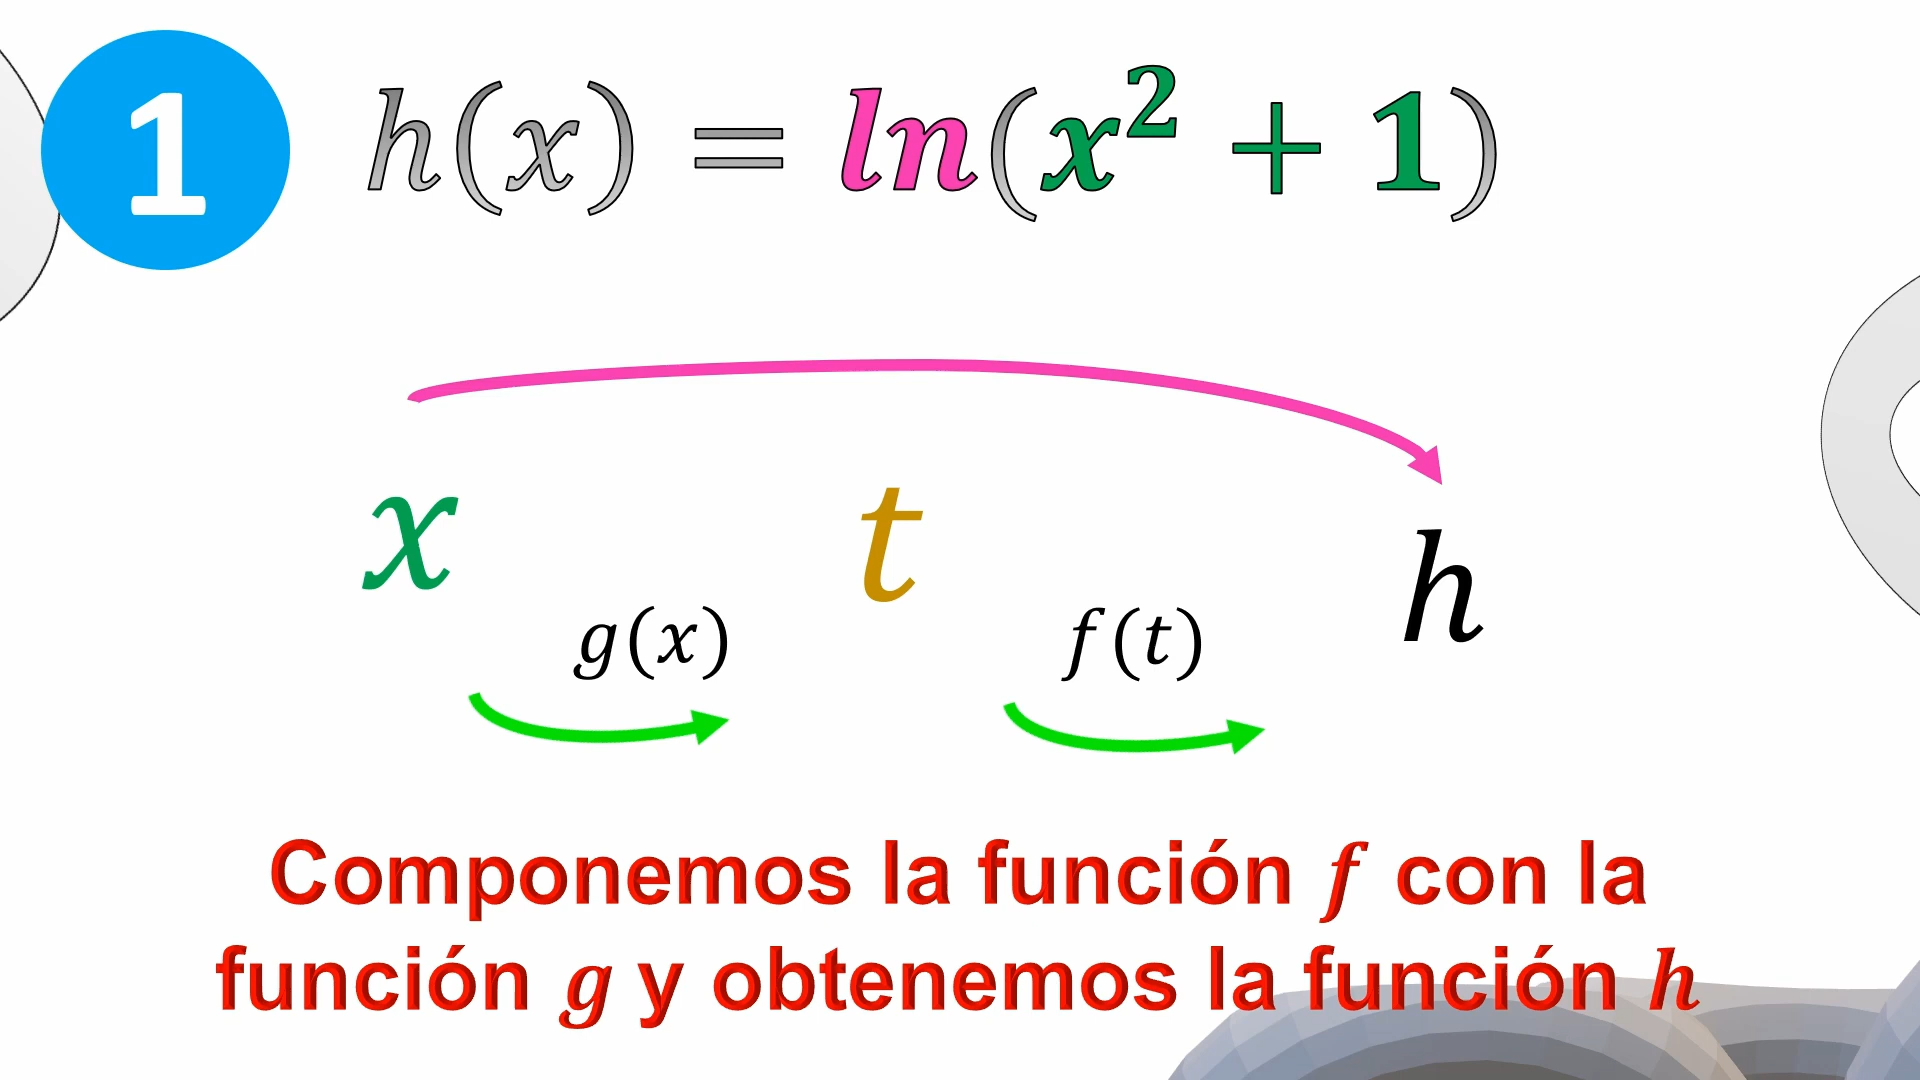 1
h(x) = ln(x² + 1)
x t h
g(x) f(t)
Componemos la función f con la
función g y obtenemos la función h